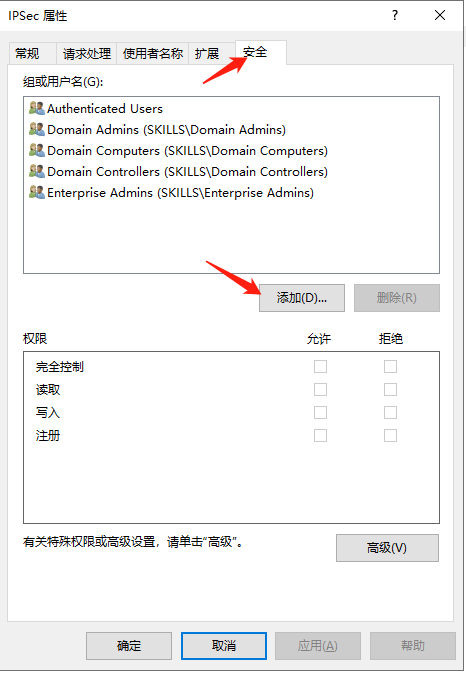 IPSec 属性
?
常规 请求处理 使用者名称 扩展 安全
组或用户名(G):
Authenticated Users
Domain Admins (SKILLS\Domain Admins)
Domain Computers (SKILLS\Domain Computers)
Domain Controllers (SKILLS\Domain Controllers)
Enterprise Admins (SKILLS\Enterprise Admins)
添加(D)... 删除(R)
权限 允许 拒绝
完全控制
读取
写入
注册
有关特殊权限或高级设置，请单击“高级”。
高级(V)
确定 取消 应用(A) 帮助